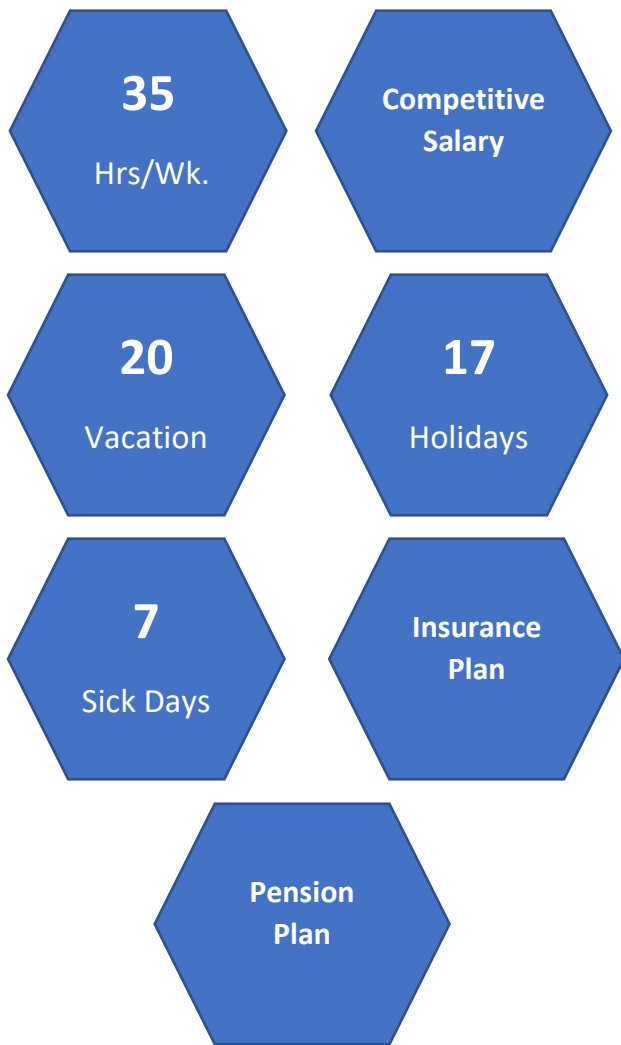 35
Hrs/Wk.
Competitive
Salary
20
Vacation
17
Holidays
7
Sick Days
Insurance
Plan
Pension
Plan